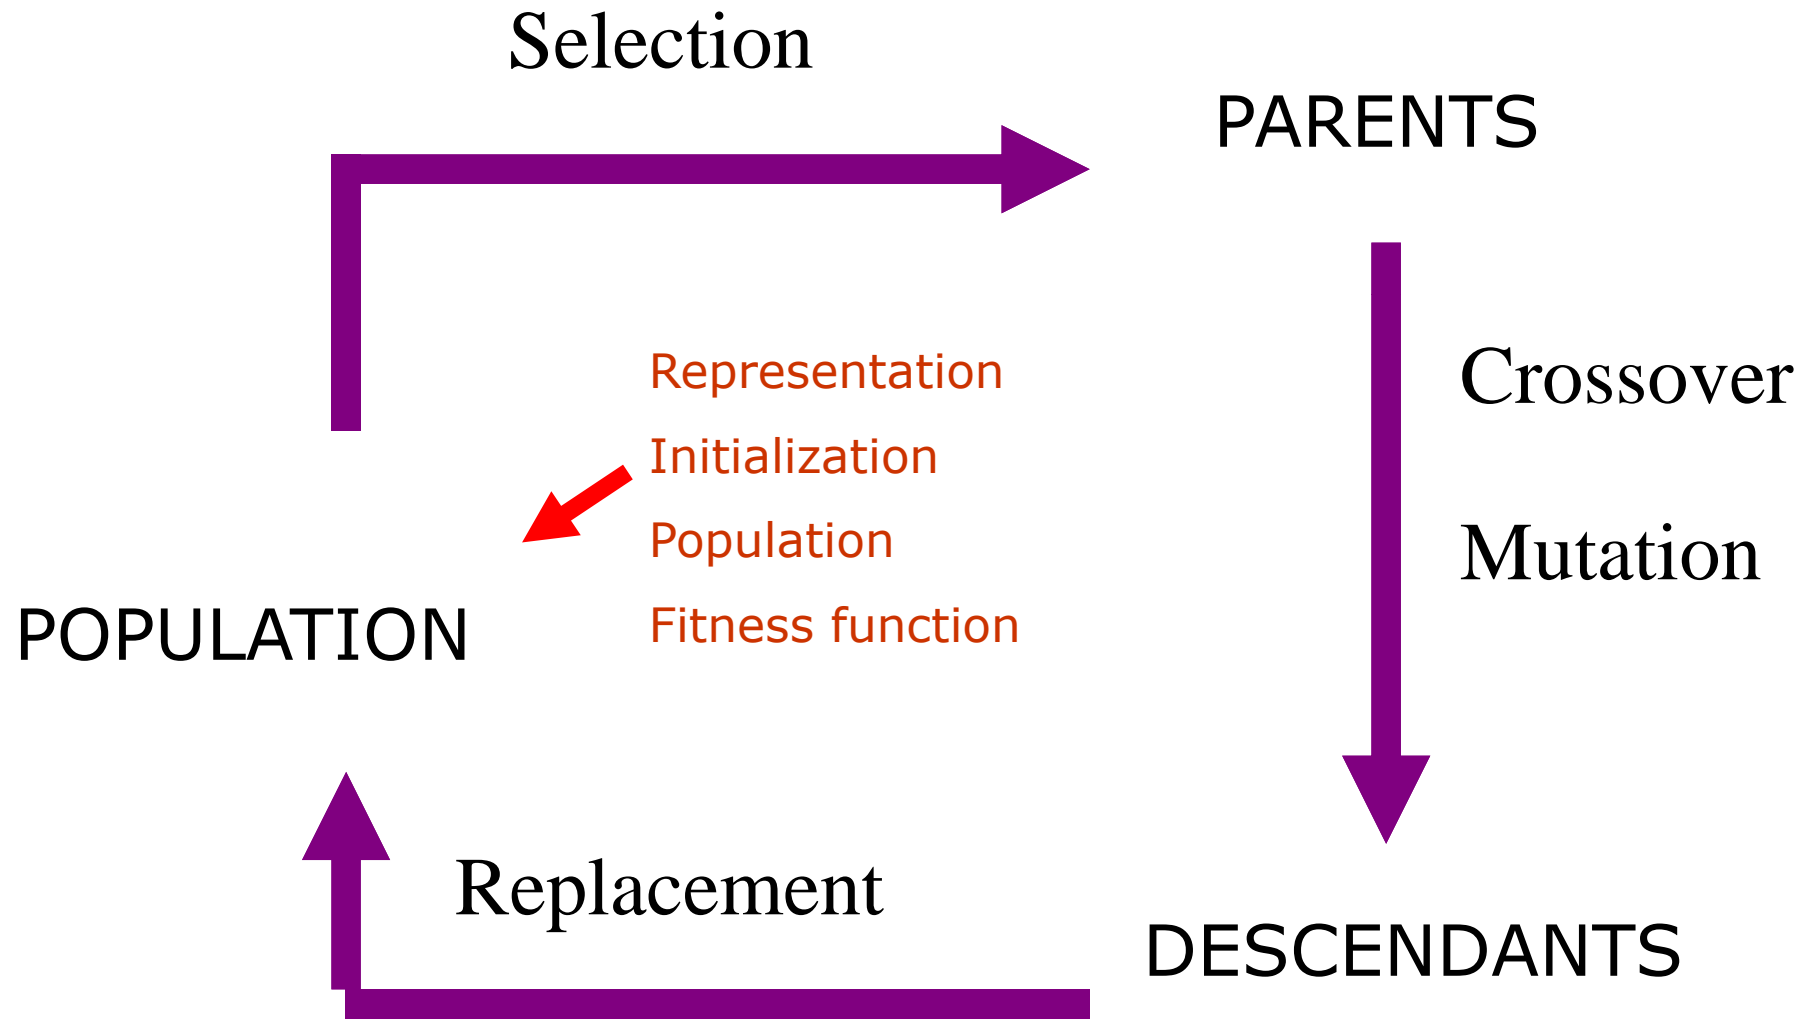 Selection
PARENTS
Representation
Crossover
Initialization
Population
Mutation
Fitness function
POPULATION
Replacement
DESCENDANTS